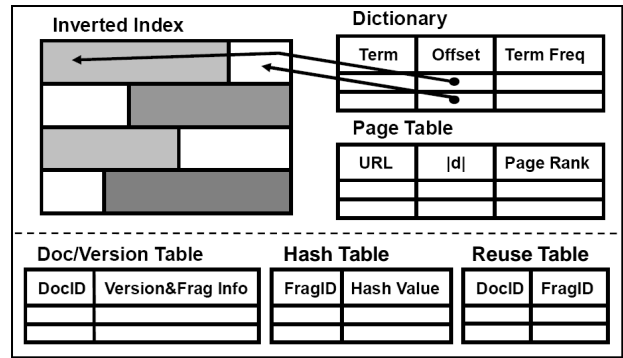 Inverted Index
Dictionary
Term Offset Term Freq
Page Table
URL |d| Page Rank
Doc/Version Table
DocID Version&Frag Info
Hash Table
FragID Hash Value
Reuse Table
DocID FragID